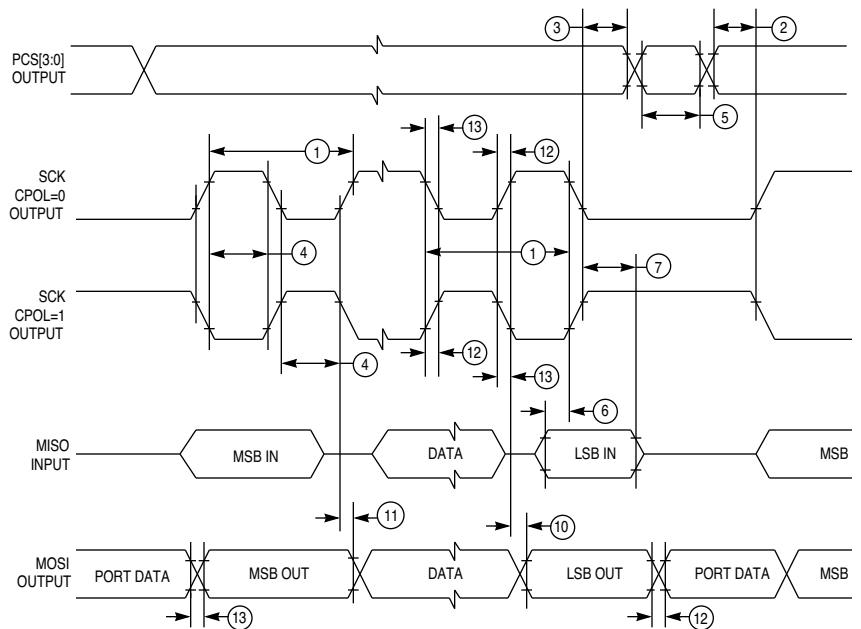 3
2
PCS[3:0]
OUTPUT
5
13
12
1
SCK
CPOL=0
OUTPUT
4
1
7
SCK
CPOL=1
OUTPUT
12
4
13
6
MISO
INPUT
MSB IN
DATA
LSB IN
MSB
11
10
MOSI
OUTPUT
PORT DATA
MSB OUT
DATA
LSB OUT
PORT DATA
MSB
13
12